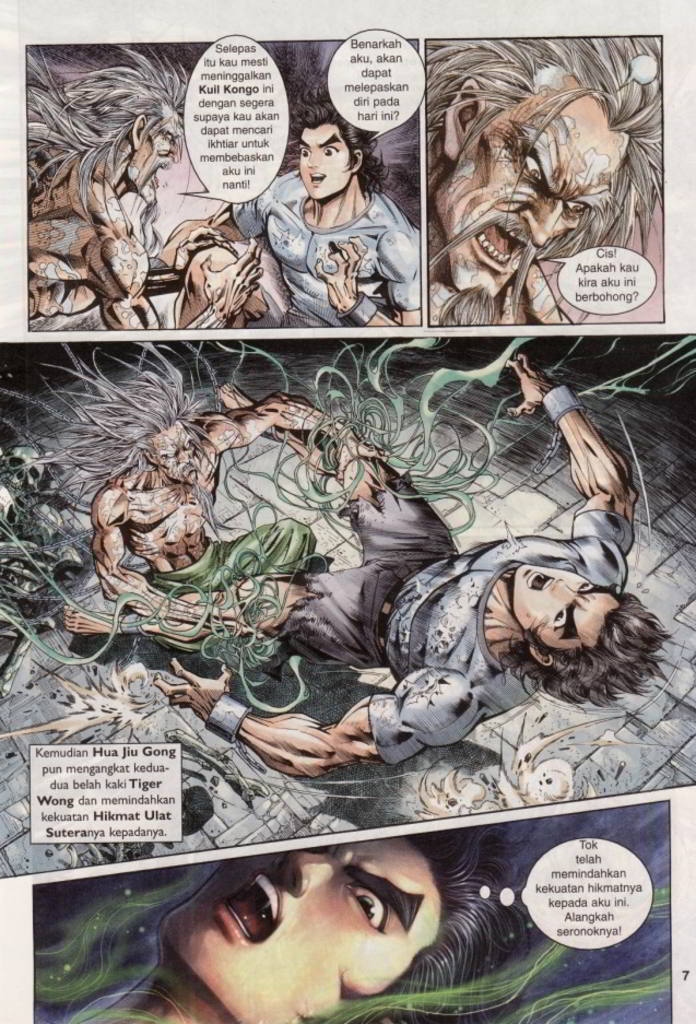 Selepas
itu kau mesti
meninggalkan
Kuil Kongo ini
dengan segera
supaya kau akan
dapat mencari
ikhtiar untuk
membebaskan
aku ini
nanti!
Benarkah
aku, akan
dapat
melepaskan
diri pada
hari ini?
Cis!
Apakah kau
kira aku ini
berbohong?
Kemudian Hua Jiu Gong
pun mengangkat kedua-
dua belah kaki Tiger
Wong dan memindahkan
kekuatan Hikmat Ulat
Suteranya kepadanya.
Tok
telah
memindahkan
kekuatan hikmatnya
kepada aku ini.
Alangkah
seronoknya!
7